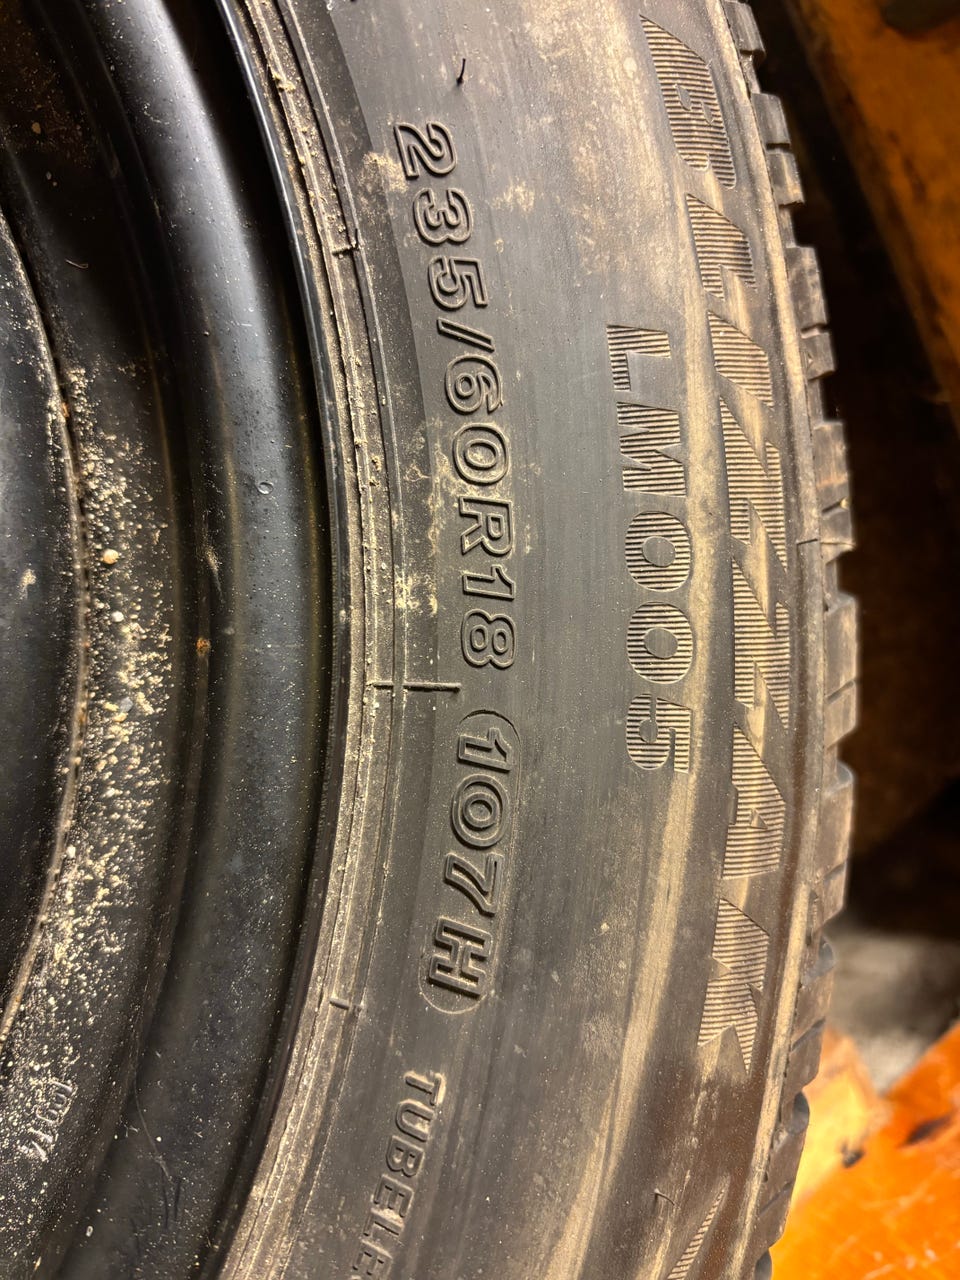 BLIZZAK
LM005
235/60R18 (107H)
TUBELE